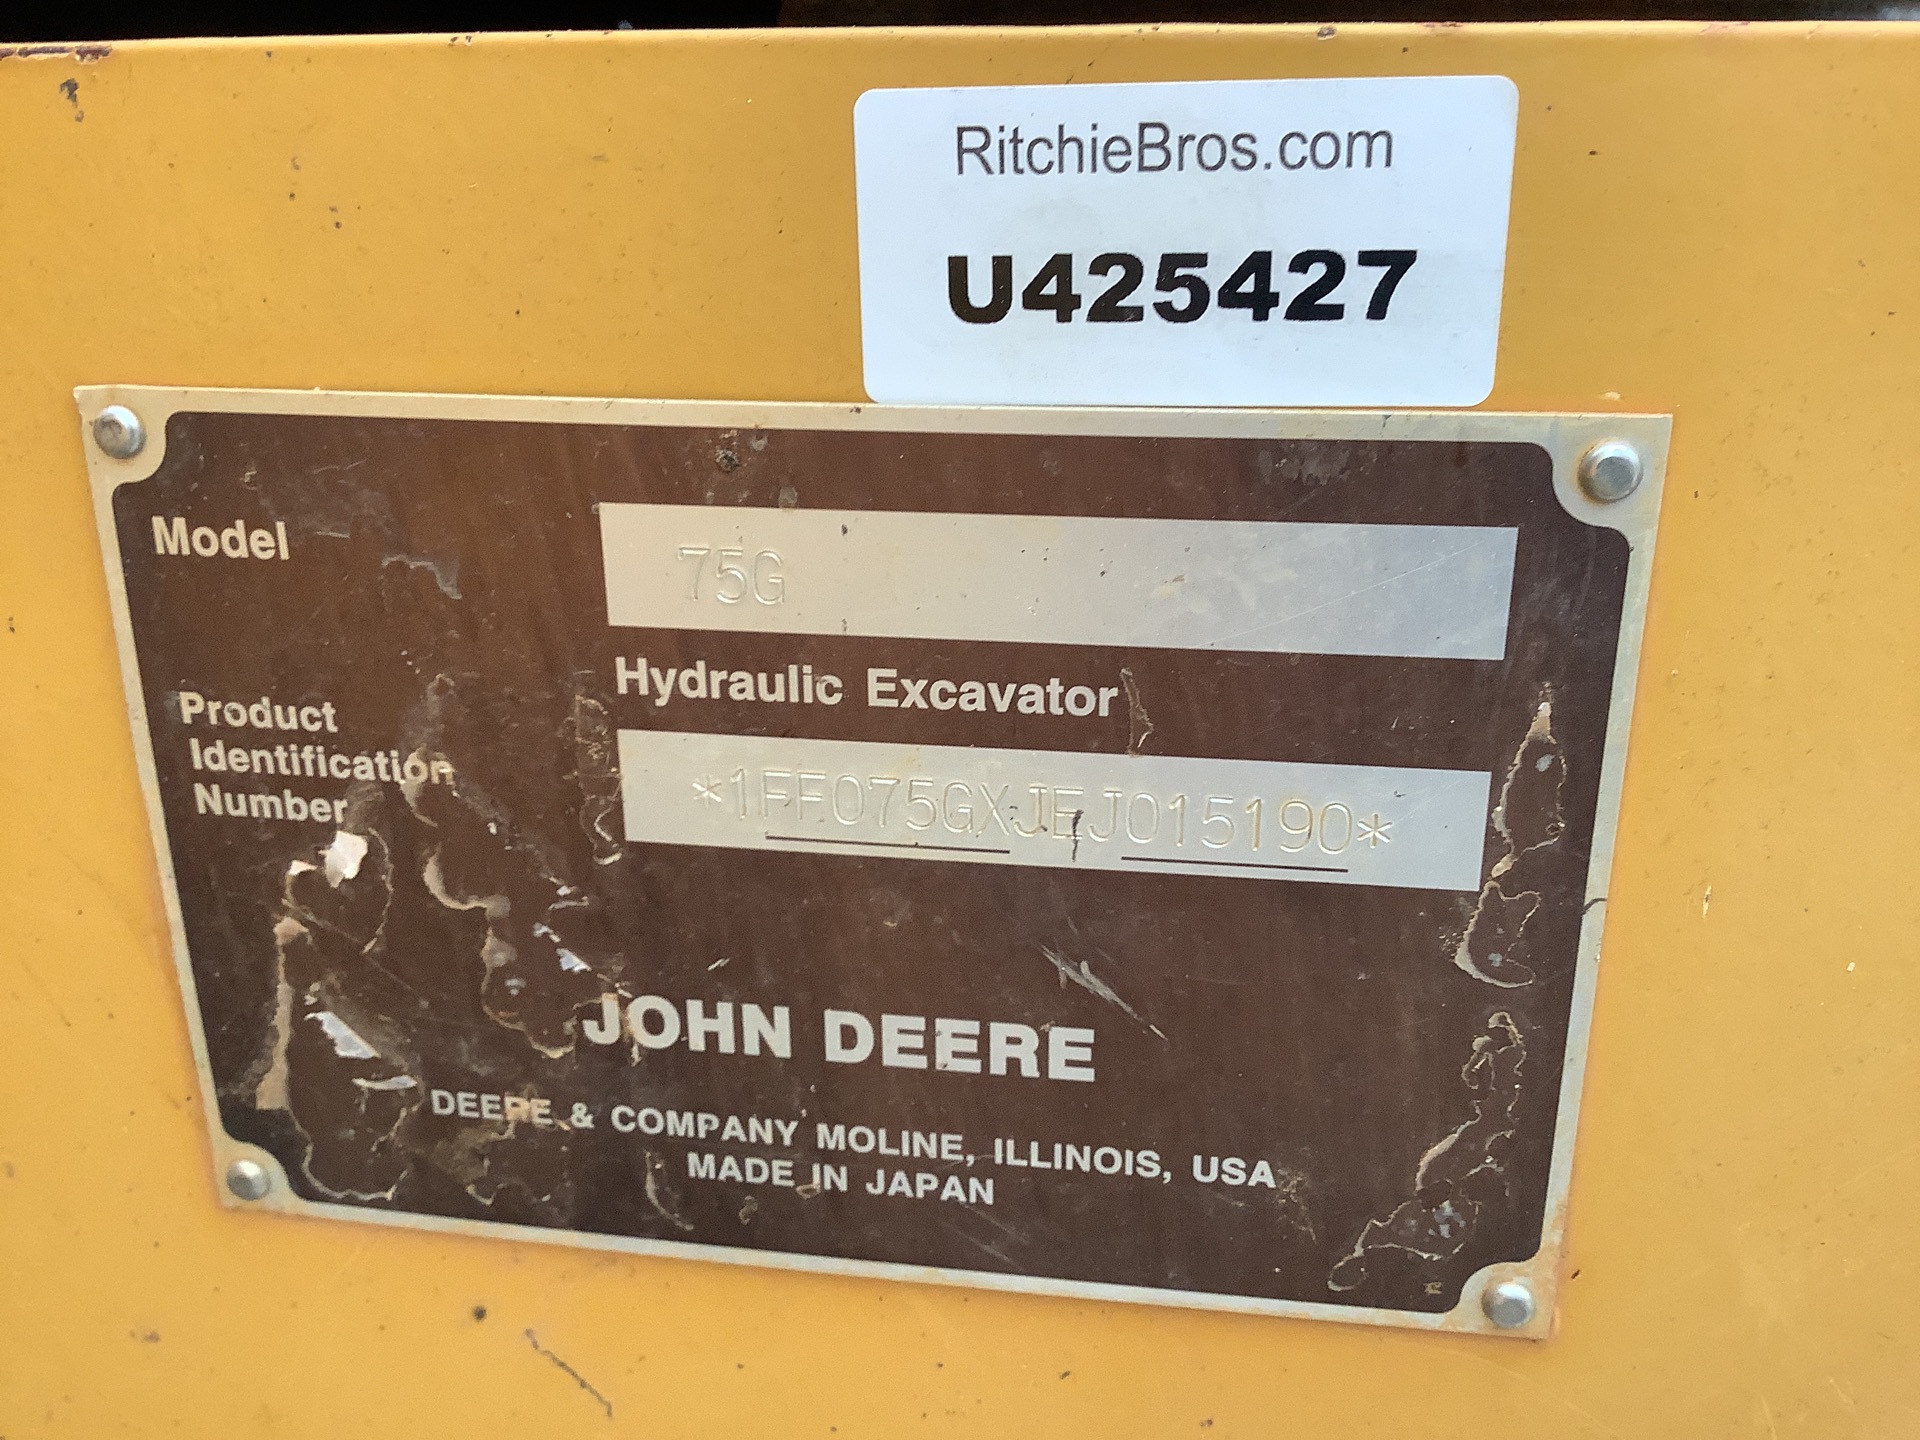 RitchieBros.com
U425427
Model
75G
Hydraulic Excavator
Product
Identification
Number
*1FF075GXJEJ015190*
JOHN DEERE
DEERE & COMPANY MOLINE, ILLINOIS, USA
MADE IN JAPAN